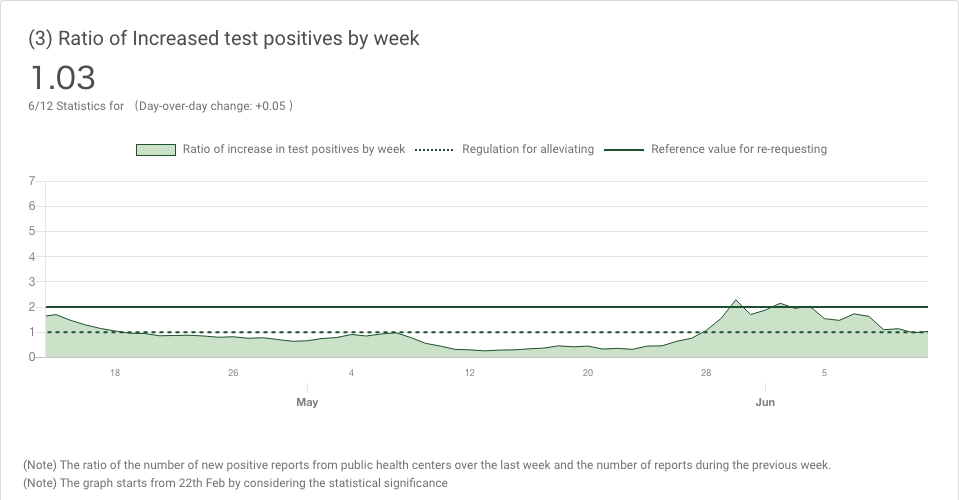 (3) Ratio of Increased test positives by week
1.03
6/12 Statistics for （Day-over-day change: +0.05 ）
Ratio of increase in test positives by week
Regulation for alleviating
Reference value for re-requesting
7
6
5
4
3
2
1
0
18 26 4 12 20 28 5
May Jun
(Note) The ratio of the number of new positive reports from public health centers over the last week and the number of reports during the previous week.
(Note) The graph starts from 22th Feb by considering the statistical significance